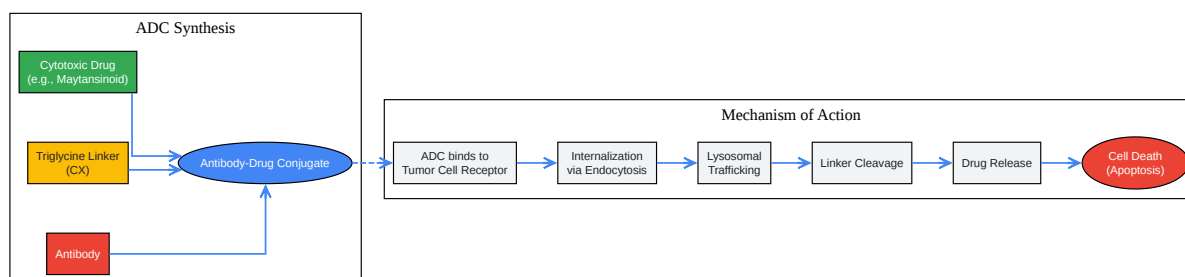 ADC Synthesis
Cytotoxic Drug
(e.g., Maytansinoid)
Triglycine Linker
(CX)
Antibody
Antibody-Drug Conjugate
Mechanism of Action
ADC binds to
Tumor Cell Receptor
Internalization
via Endocytosis
Lysosomal
Trafficking
Linker Cleavage
Drug Release
Cell Death
(Apoptosis)